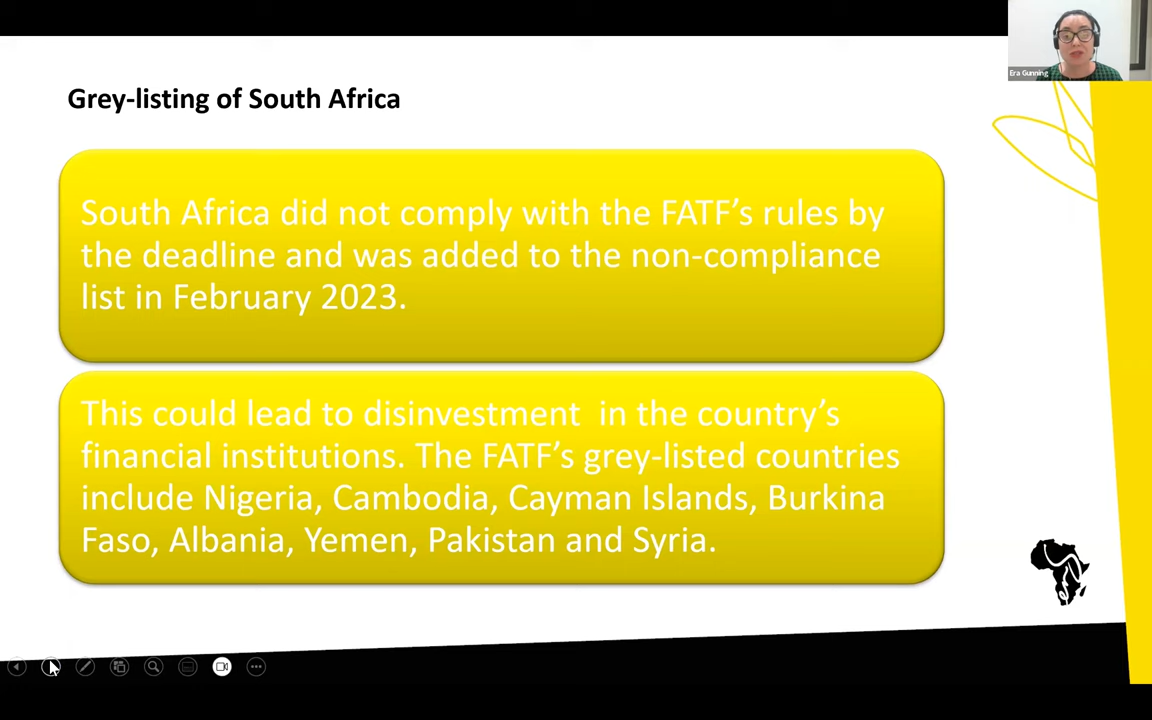 Era Gunning
Grey-listing of South Africa
South Africa did not comply with the FATF’s rules by
the deadline and was added to the non-compliance
list in February 2023.
This could lead to disinvestment  in the country’s
financial institutions. The FATF’s grey-listed countries
include Nigeria, Cambodia, Cayman Islands, Burkina
Faso, Albania, Yemen, Pakistan and Syria.